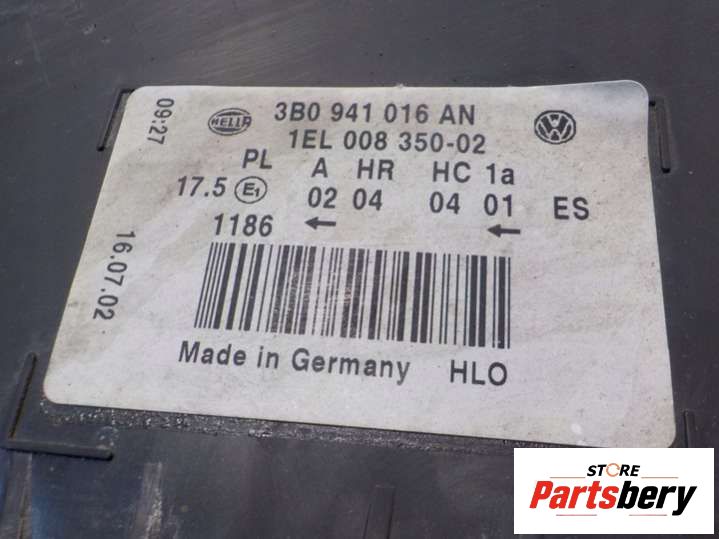 09:27
16.07.02
HELLA
3B0 941 016 AN
1EL 008 350-02
PL A HR HC 1a
17.5 E1 02 04 04 01 ES
1186 ← ←
Made in Germany HLO
STORE
Partsbery